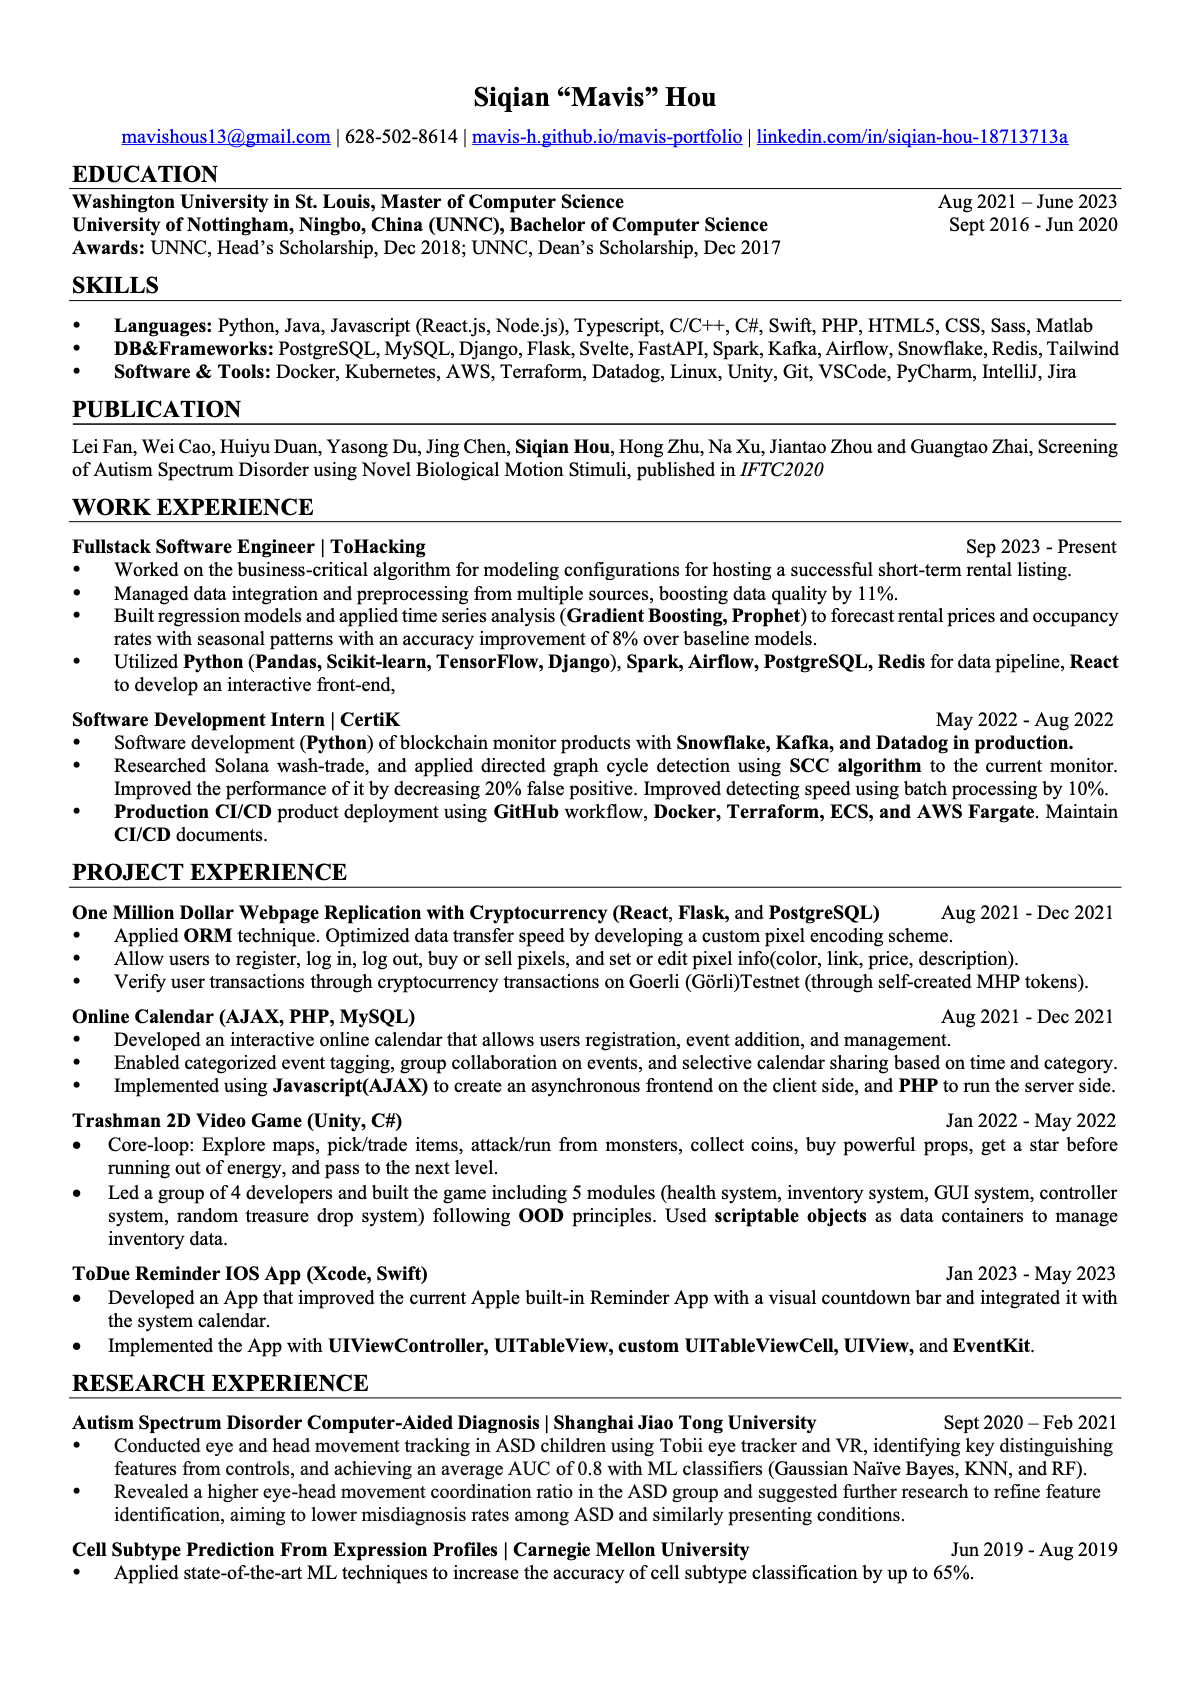 Siqian “Mavis” Hou
mavishous13@gmail.com | 628-502-8614 | mavis-h.github.io/mavis-portfolio | linkedin.com/in/siqian-hou-18713713a
EDUCATION
Washington University in St. Louis, Master of Computer Science Aug 2021 – June 2023
University of Nottingham, Ningbo, China (UNNC), Bachelor of Computer Science Sept 2016 - Jun 2020
Awards: UNNC, Head’s Scholarship, Dec 2018; UNNC, Dean’s Scholarship, Dec 2017
SKILLS
• Languages: Python, Java, Javascript (React.js, Node.js), Typescript, C/C++, C#, Swift, PHP, HTML5, CSS, Sass, Matlab
• DB&Frameworks: PostgreSQL, MySQL, Django, Flask, Svelte, FastAPI, Spark, Kafka, Airflow, Snowflake, Redis, Tailwind
• Software & Tools: Docker, Kubernetes, AWS, Terraform, Datadog, Linux, Unity, Git, VSCode, PyCharm, IntelliJ, Jira
PUBLICATION
Lei Fan, Wei Cao, Huiyu Duan, Yasong Du, Jing Chen, Siqian Hou, Hong Zhu, Na Xu, Jiantao Zhou and Guangtao Zhai, Screening
of Autism Spectrum Disorder using Novel Biological Motion Stimuli, published in IFTC2020
WORK EXPERIENCE
Fullstack Software Engineer | ToHacking Sep 2023 - Present
• Worked on the business-critical algorithm for modeling configurations for hosting a successful short-term rental listing.
• Managed data integration and preprocessing from multiple sources, boosting data quality by 11%.
• Built regression models and applied time series analysis (Gradient Boosting, Prophet) to forecast rental prices and occupancy
rates with seasonal patterns with an accuracy improvement of 8% over baseline models.
• Utilized Python (Pandas, Scikit-learn, TensorFlow, Django), Spark, Airflow, PostgreSQL, Redis for data pipeline, React
to develop an interactive front-end,
Software Development Intern | CertiK May 2022 - Aug 2022
• Software development (Python) of blockchain monitor products with Snowflake, Kafka, and Datadog in production.
• Researched Solana wash-trade, and applied directed graph cycle detection using SCC algorithm to the current monitor.
Improved the performance of it by decreasing 20% false positive. Improved detecting speed using batch processing by 10%.
• Production CI/CD product deployment using GitHub workflow, Docker, Terraform, ECS, and AWS Fargate. Maintain
CI/CD documents.
PROJECT EXPERIENCE
One Million Dollar Webpage Replication with Cryptocurrency (React, Flask, and PostgreSQL) Aug 2021 - Dec 2021
• Applied ORM technique. Optimized data transfer speed by developing a custom pixel encoding scheme.
• Allow users to register, log in, log out, buy or sell pixels, and set or edit pixel info(color, link, price, description).
• Verify user transactions through cryptocurrency transactions on Goerli (Görli)Testnet (through self-created MHP tokens).
Online Calendar (AJAX, PHP, MySQL) Aug 2021 - Dec 2021
• Developed an interactive online calendar that allows users registration, event addition, and management.
• Enabled categorized event tagging, group collaboration on events, and selective calendar sharing based on time and category.
• Implemented using Javascript(AJAX) to create an asynchronous frontend on the client side, and PHP to run the server side.
Trashman 2D Video Game (Unity, C#) Jan 2022 - May 2022
• Core-loop: Explore maps, pick/trade items, attack/run from monsters, collect coins, buy powerful props, get a star before
running out of energy, and pass to the next level.
• Led a group of 4 developers and built the game including 5 modules (health system, inventory system, GUI system, controller
system, random treasure drop system) following OOD principles. Used scriptable objects as data containers to manage
inventory data.
ToDue Reminder IOS App (Xcode, Swift) Jan 2023 - May 2023
• Developed an App that improved the current Apple built-in Reminder App with a visual countdown bar and integrated it with
the system calendar.
• Implemented the App with UIViewController, UITableView, custom UITableViewCell, UIView, and EventKit.
RESEARCH EXPERIENCE
Autism Spectrum Disorder Computer-Aided Diagnosis | Shanghai Jiao Tong University Sept 2020 – Feb 2021
• Conducted eye and head movement tracking in ASD children using Tobii eye tracker and VR, identifying key distinguishing
features from controls, and achieving an average AUC of 0.8 with ML classifiers (Gaussian Naïve Bayes, KNN, and RF).
• Revealed a higher eye-head movement coordination ratio in the ASD group and suggested further research to refine feature
identification, aiming to lower misdiagnosis rates among ASD and similarly presenting conditions.
Cell Subtype Prediction From Expression Profiles | Carnegie Mellon University Jun 2019 - Aug 2019
• Applied state-of-the-art ML techniques to increase the accuracy of cell subtype classification by up to 65%.